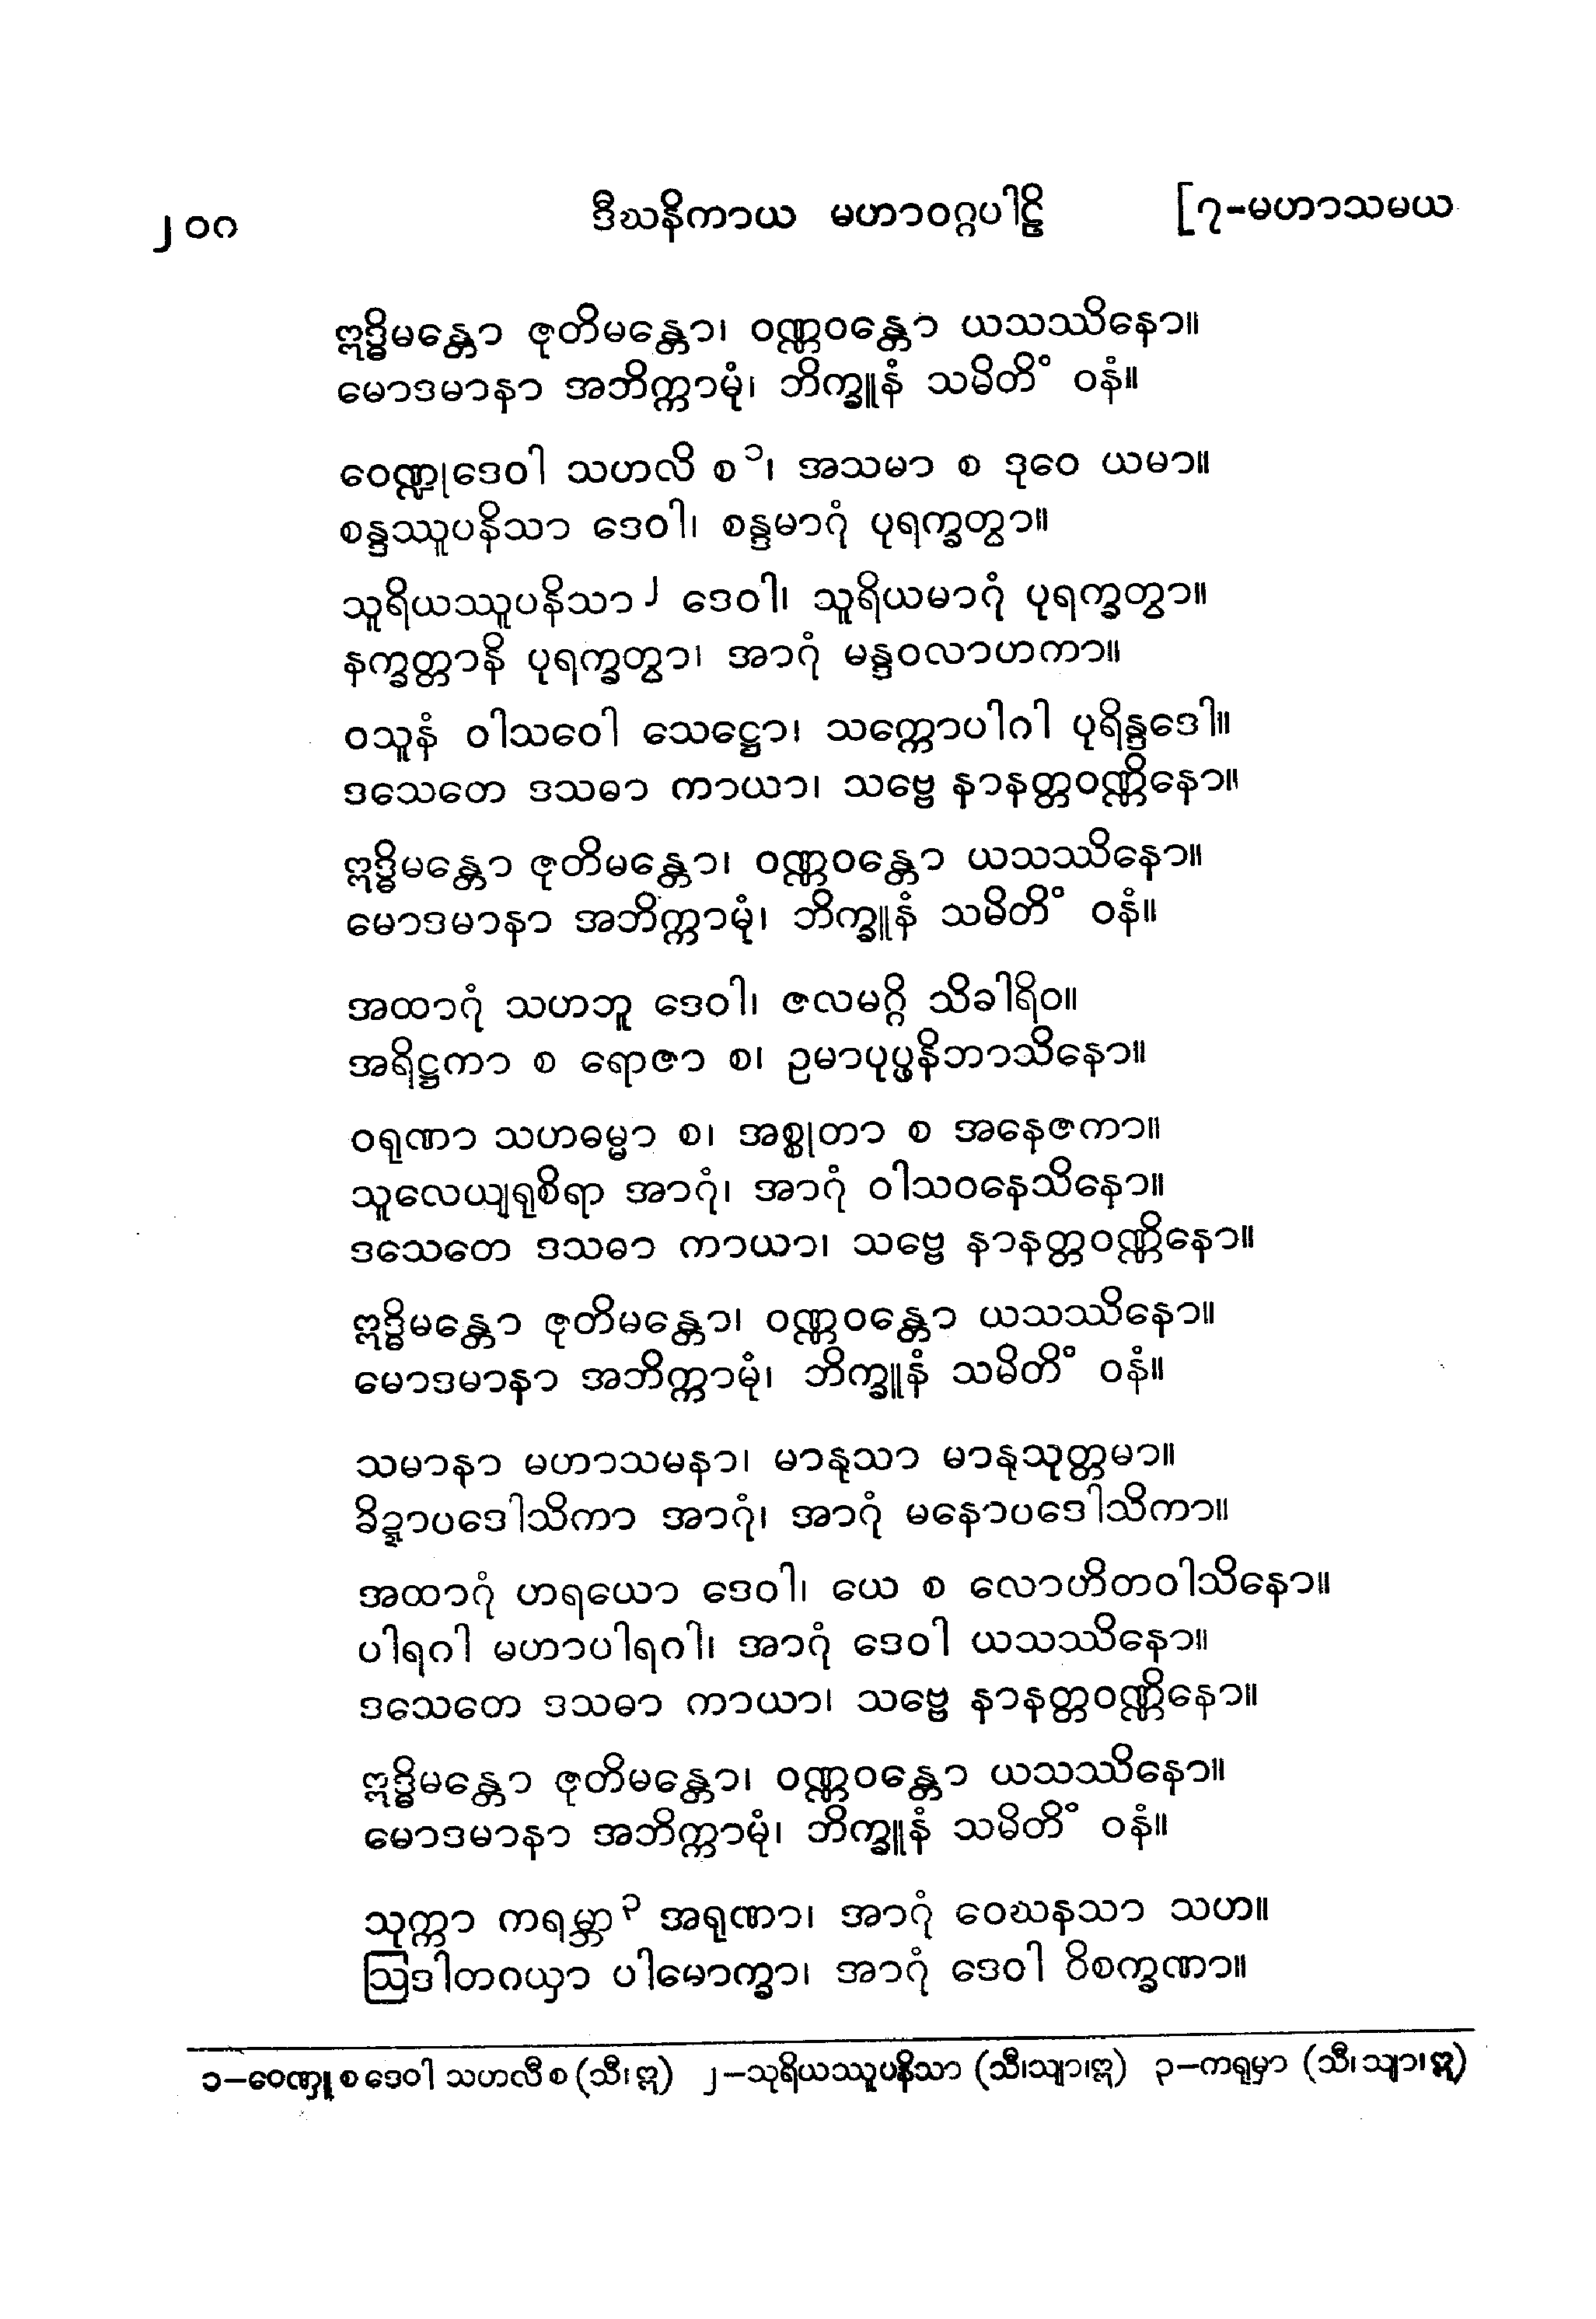 ၂၀၈ ဒီဃနိကာယ မဟာဝဂ္ဂပါဠိ [၇-မဟာသမယ
ဣဒ္ဓိမန္တော ဇုတိမန္တော၊ ဝဏ္ဏဝန္တော ယသဿိနော။
မောဒမာနာ အဘိက္ကာမုံ၊ ဘိက္ခူနံ သမိတိံ ဝနံ။
ဝေဏ္ဍုဒေဝါ သဟလိ စ ၁၊ အသမာ စ ဒုဝေ ယမာ။
စန္ဒဿူပနိသာ ဒေဝါ၊ စန္ဒမာဂုံ ပုရက္ခတွာ။
သူရိယဿူပနိသာ ၂ ဒေဝါ၊ သူရိယမာဂုံ ပုရက္ခတွာ။
နက္ခတ္တာနိ ပုရက္ခတွာ၊ အာဂုံ မန္ဒဝလာဟကာ။
ဝသူနံ ဝါသဝေါ သေဋ္ဌော၊ သက္ကောပါဂါ ပုရိန္ဒဒေါ။
ဒသေတေ ဒသဓာ ကာယာ၊ သဗ္ဗေ နာနတ္တဝဏ္ဏိနော။
ဣဒ္ဓိမန္တော ဇုတိမန္တော၊ ဝဏ္ဏဝန္တော ယသဿိနော။
မောဒမာနာ အဘိက္ကာမုံ၊ ဘိက္ခူနံ သမိတိံ ဝနံ။
အထာဂုံ သဟဘူ ဒေဝါ၊ ဇလမဂ္ဂိ သိခါရိဝ။
အရိဋ္ဌကာ စ ရောဇာ စ၊ ဥမာပုပ္ဖနိဘာသိနော။
ဝရုဏာ သဟဓမ္မာ စ၊ အစ္စုတာ စ အနေဇကာ။
သူလေယျရုစိရာ အာဂုံ၊ အာဂုံ ဝါသဝနေသိနော။
ဒသေတေ ဒသဓာ ကာယာ၊ သဗ္ဗေ နာနတ္တဝဏ္ဏိနော။
ဣဒ္ဓိမန္တော ဇုတိမန္တော၊ ဝဏ္ဏဝန္တော ယသဿိနော။
မောဒမာနာ အဘိက္ကာမုံ၊ ဘိက္ခူနံ သမိတိံ ဝနံ။
သမာနာ မဟာသမနာ၊ မာနုသာ မာနုသုတ္တမာ။
ခိဍ္ဍာပဒေါသိကာ အာဂုံ၊ အာဂုံ မနောပဒေါသိကာ။
အထာဂုံ ဟရယော ဒေဝါ၊ ယေ စ လောဟိတဝါသိနော။
ပါရဂါ မဟာပါရဂါ၊ အာဂုံ ဒေဝါ ယသဿိနော။
ဒသေတေ ဒသဓာ ကာယာ၊ သဗ္ဗေ နာနတ္တဝဏ္ဏိနော။
ဣဒ္ဓိမန္တော ဇုတိမန္တော၊ ဝဏ္ဏဝန္တော ယသဿိနော။
မောဒမာနာ အဘိက္ကာမုံ၊ ဘိက္ခူနံ သမိတိံ ဝနံ။
သုက္ကာ ကရမ္ဘာ ၃ အရုဏာ၊ အာဂုံ ဝေဃနသာ သဟ။
ဩဒါတဂယှာ ပါမောက္ခာ၊ အာဂုံ ဒေဝါ ဝိစက္ခဏာ။
၁–ဝေဏှူ စ ဒေဝါ သဟလီ စ (သီ၊ ဣ) ၂–သုရိယဿူပနိသာ (သီ၊သျာ၊ဣ) ၃–ကရုမှာ (သီ၊ သျာ၊ ဣ)